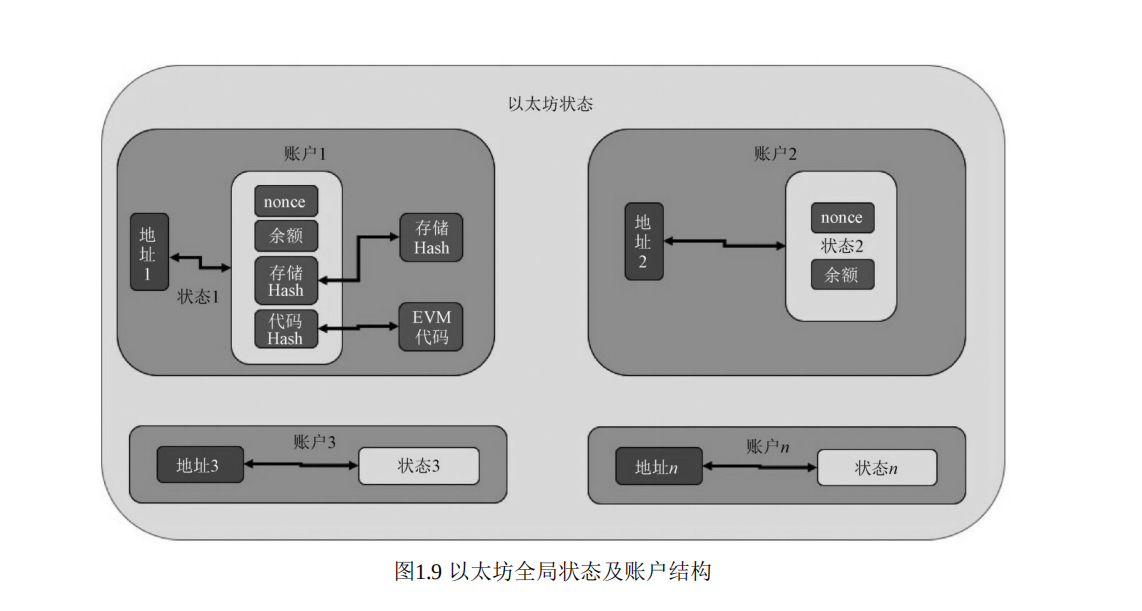 以太坊状态
账户1
地
址
1
状态1
nonce
余额
存储
Hash
代码
Hash
存储
Hash
EVM
代码
账户2
地
址
2
nonce
状态2
余额
账户3
地址3
状态3
账户n
地址n
状态n
图1.9 以太坊全局状态及账户结构